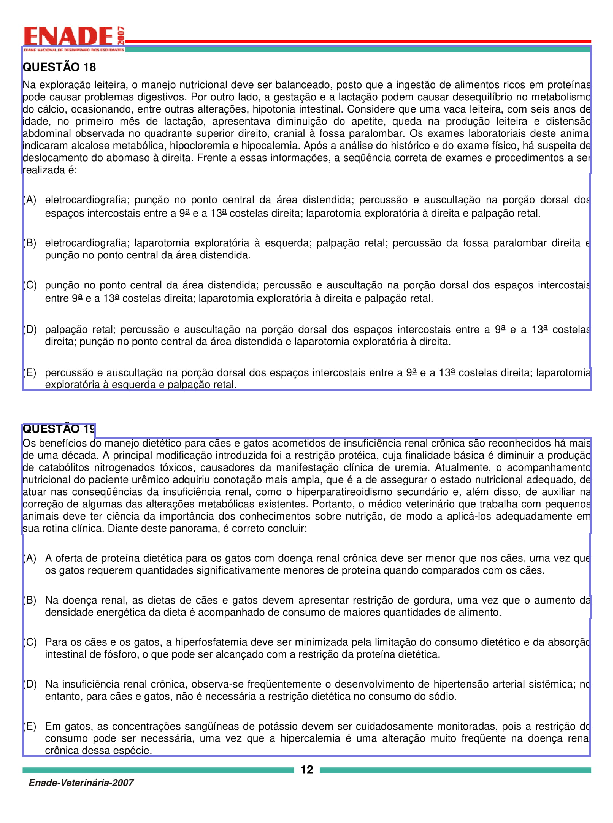 ENADE 2007
EXAME NACIONAL DE DESEMPENHO DOS ESTUDANTES
QUESTÃO 18
Na exploração leiteira, o manejo nutricional deve ser balanceado, posto que a ingestão de alimentos ricos em proteínas
pode causar problemas digestivos. Por outro lado, a gestação e a lactação podem causar desequilíbrio no metabolismo
do cálcio, ocasionando, entre outras alterações, hipotonia intestinal. Considere que uma vaca leiteira, com seis anos de
idade, no primeiro mês de lactação, apresentava diminuição do apetite, queda na produção leiteira e distensão
abdominal observada no quadrante superior direito, cranial à fossa paralombar. Os exames laboratoriais deste animal
indicaram alcalose metabólica, hipocloremia e hipocalemia. Após a análise do histórico e do exame físico, há suspeita de
deslocamento do abomaso à direita. Frente a essas informações, a seqüência correta de exames e procedimentos a ser
realizada é:
(A) eletrocardiografia; punção no ponto central da área distendida; percussão e auscultação na porção dorsal dos
espaços intercostais entre a 9ª e a 13ª costelas direita; laparotomia exploratória à direita e palpação retal.
(B) eletrocardiografia; laparotomia exploratória à esquerda; palpação retal; percussão da fossa paralombar direita e
punção no ponto central da área distendida.
(C) punção no ponto central da área distendida; percussão e auscultação na porção dorsal dos espaços intercostais
entre 9ª e a 13ª costelas direita; laparotomia exploratória à direita e palpação retal.
(D) palpação retal; percussão e auscultação na porção dorsal dos espaços intercostais entre a 9ª e a 13ª costelas
direita; punção no ponto central da área distendida e laparotomia exploratória à direita.
(E) percussão e auscultação na porção dorsal dos espaços intercostais entre a 9ª e a 13ª costelas direita; laparotomia
exploratória à esquerda e palpação retal.
QUESTÃO 19
Os benefícios do manejo dietético para cães e gatos acometidos de insuficiência renal crônica são reconhecidos há mais
de uma década. A principal modificação introduzida foi a restrição protéica, cuja finalidade básica é diminuir a produção
de catabólitos nitrogenados tóxicos, causadores da manifestação clínica de uremia. Atualmente, o acompanhamento
nutricional do paciente urêmico adquiriu conotação mais ampla, que é a de assegurar o estado nutricional adequado, de
atuar nas conseqüências da insuficiência renal, como o hiperparatireoidismo secundário e, além disso, de auxiliar na
correção de algumas das alterações metabólicas existentes. Portanto, o médico veterinário que trabalha com pequenos
animais deve ter ciência da importância dos conhecimentos sobre nutrição, de modo a aplicá-los adequadamente em
sua rotina clínica. Diante deste panorama, é correto concluir:
(A) A oferta de proteína dietética para os gatos com doença renal crônica deve ser menor que nos cães, uma vez que
os gatos requerem quantidades significativamente menores de proteína quando comparados com os cães.
(B) Na doença renal, as dietas de cães e gatos devem apresentar restrição de gordura, uma vez que o aumento da
densidade energética da dieta é acompanhado de consumo de maiores quantidades de alimento.
(C) Para os cães e os gatos, a hiperfosfatemia deve ser minimizada pela limitação do consumo dietético e da absorção
intestinal de fósforo, o que pode ser alcançado com a restrição da proteína dietética.
(D) Na insuficiência renal crônica, observa-se freqüentemente o desenvolvimento de hipertensão arterial sistêmica; no
entanto, para cães e gatos, não é necessária a restrição dietética no consumo do sódio.
(E) Em gatos, as concentrações sangüíneas de potássio devem ser cuidadosamente monitoradas, pois a restrição do
consumo pode ser necessária, uma vez que a hipercalemia é uma alteração muito freqüente na doença renal
crônica dessa espécie.
12
Enade-Veterinária-2007